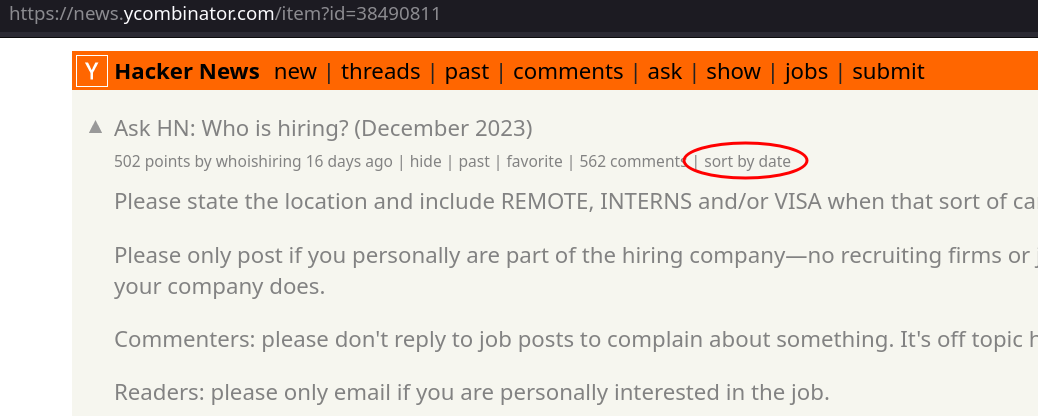 https://news.ycombinator.com/item?id=38490811
Y Hacker News new | threads | past | comments | ask | show | jobs | submit
▲ Ask HN: Who is hiring? (December 2023)
502 points by whoishiring 16 days ago | hide | past | favorite | 562 comments | sort by date
Please state the location and include REMOTE, INTERNS and/or VISA when that sort of ca
Please only post if you personally are part of the hiring company—no recruiting firms or j
your company does.
Commenters: please don't reply to job posts to complain about something. It's off topic h
Readers: please only email if you are personally interested in the job.